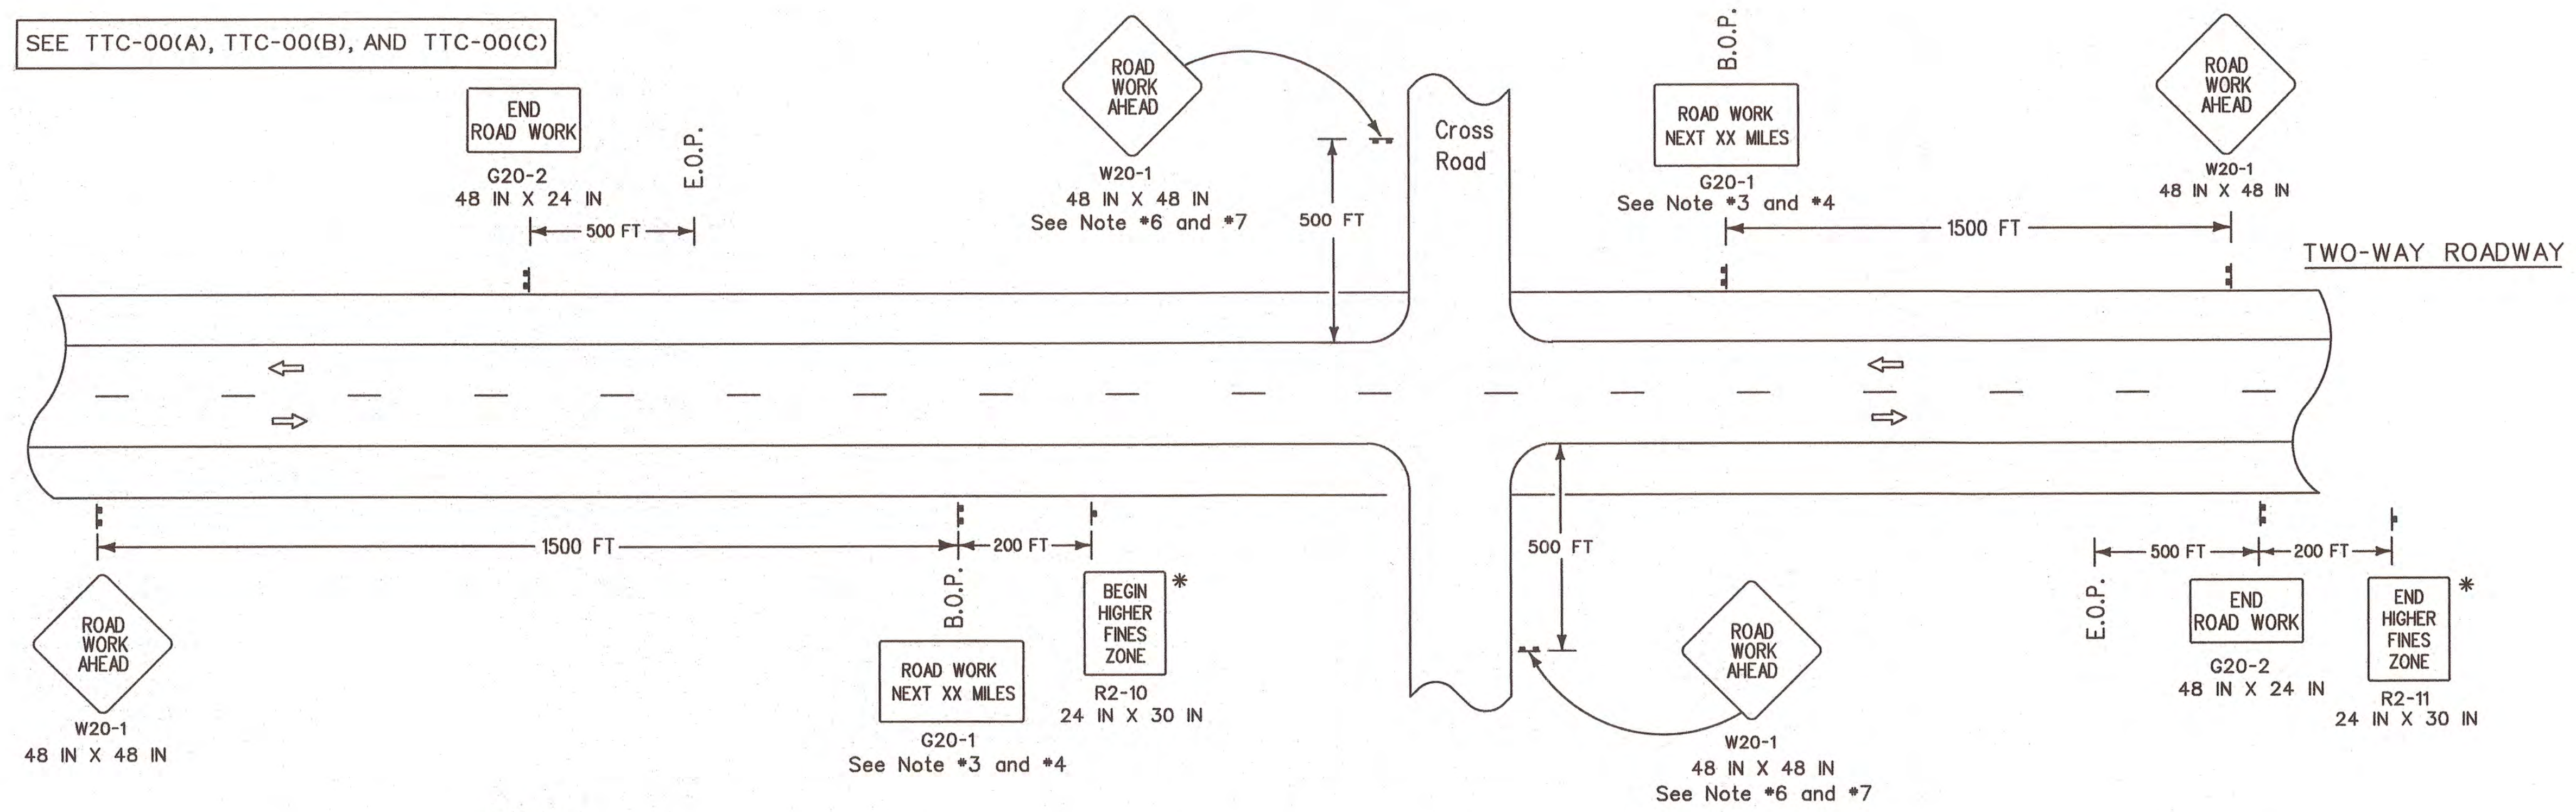 SEE TTC-00(A), TTC-00(B), AND TTC-00(C)
END
ROAD WORK
G20-2
48 IN X 24 IN
500 FT
E.O.P.
ROAD
WORK
AHEAD
W20-1
48 IN X 48 IN
See Note #6 and #7
500 FT
Cross
Road
B.O.P.
ROAD WORK
NEXT XX MILES
G20-1
See Note #3 and #4
1500 FT
ROAD
WORK
AHEAD
W20-1
48 IN X 48 IN
TWO-WAY ROADWAY
1500 FT
ROAD
WORK
AHEAD
W20-1
48 IN X 48 IN
200 FT
B.O.P.
ROAD WORK
NEXT XX MILES
G20-1
See Note #3 and #4
BEGIN
HIGHER
FINES
ZONE
*
R2-10
24 IN X 30 IN
500 FT
ROAD
WORK
AHEAD
W20-1
48 IN X 48 IN
See Note #6 and #7
500 FT
E.O.P.
200 FT
END
ROAD WORK
G20-2
48 IN X 24 IN
END
HIGHER
FINES
ZONE
*
R2-11
24 IN X 30 IN